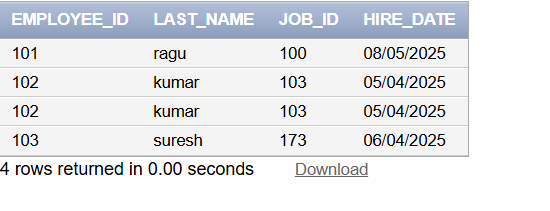 EMPLOYEE_ID LAST_NAME JOB_ID HIRE_DATE
101 ragu 100 08/05/2025
102 kumar 103 05/04/2025
102 kumar 103 05/04/2025
103 suresh 173 06/04/2025
4 rows returned in 0.00 seconds Download